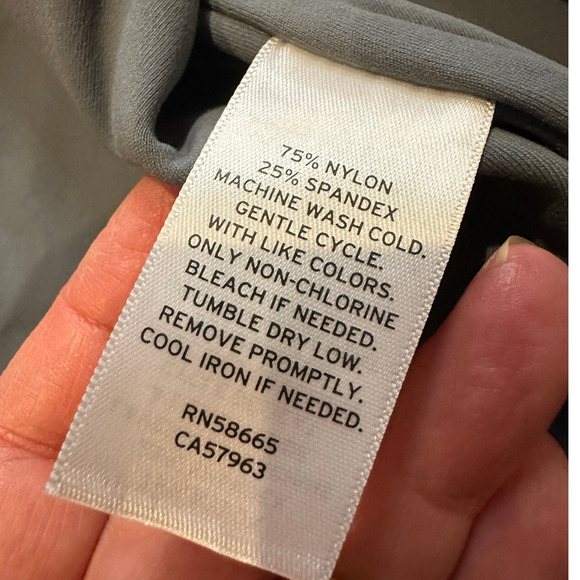 75% NYLON
25% SPANDEX
MACHINE WASH COLD.
GENTLE CYCLE.
WITH LIKE COLORS.
ONLY NON-CHLORINE
BLEACH IF NEEDED.
TUMBLE DRY LOW.
REMOVE PROMPTLY.
COOL IRON IF NEEDED.
RN58665
CA57963